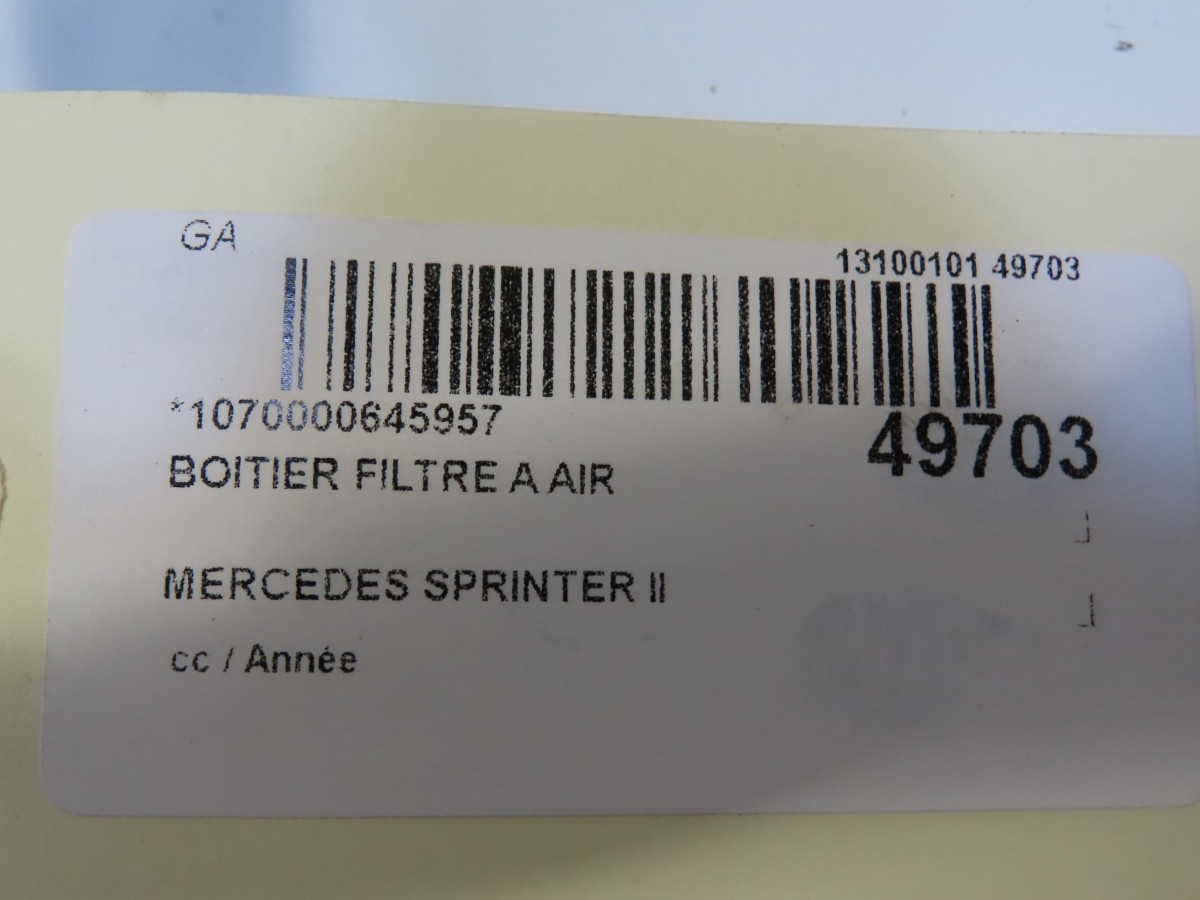 GA
13100101 49703
*1070000645957
49703
BOITIER FILTRE A AIR
MERCEDES SPRINTER II
cc / Année